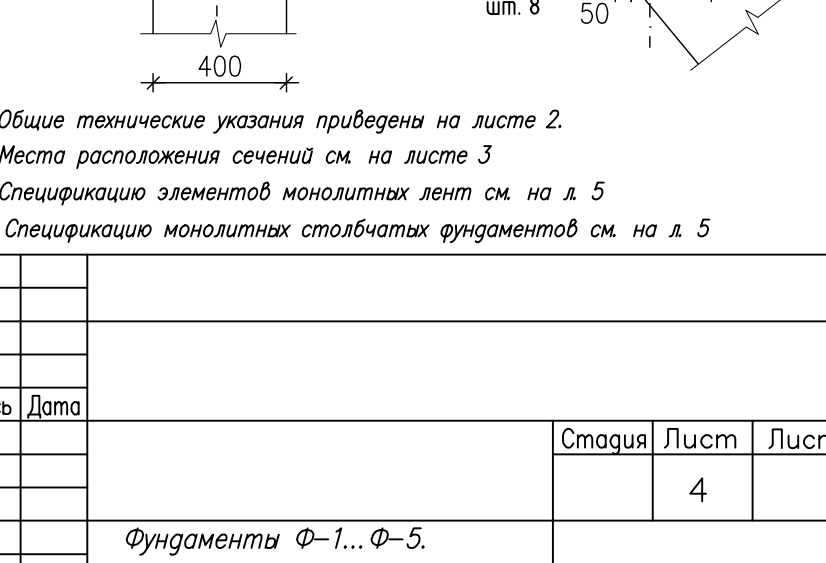 шт. 8
50
400
Общие технические указания приведены на листе 2.
Места расположения сечений см. на листе 3
Спецификацию элементов монолитных лент см. на л. 5
Спецификацию монолитных столбчатых фундаментов см. на л. 5
Дата
Стадия Лист
4
Фундаменты Ф-1...Ф-5.